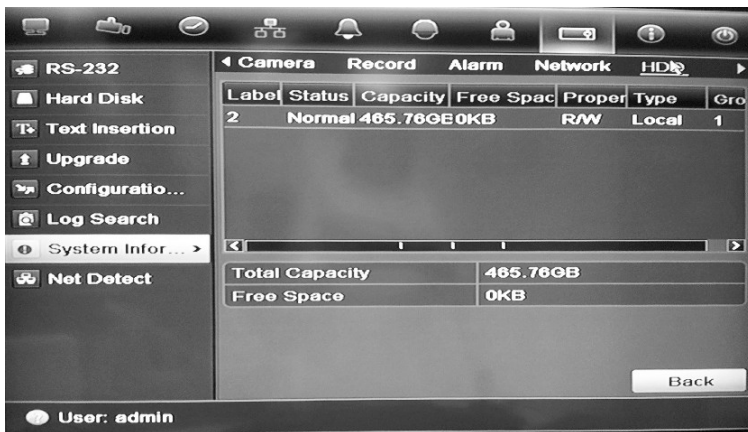 RS-232
Hard Disk
Text Insertion
Upgrade
Configuratio...
Log Search
System Infor... >
Net Detect
Camera Record Alarm Network HDD
Label Status Capacity Free Spac Proper Type Gro
2 Normal 465.76GB 0KB R/W Local 1
Total Capacity 465.76GB
Free Space 0KB
Back
User: admin